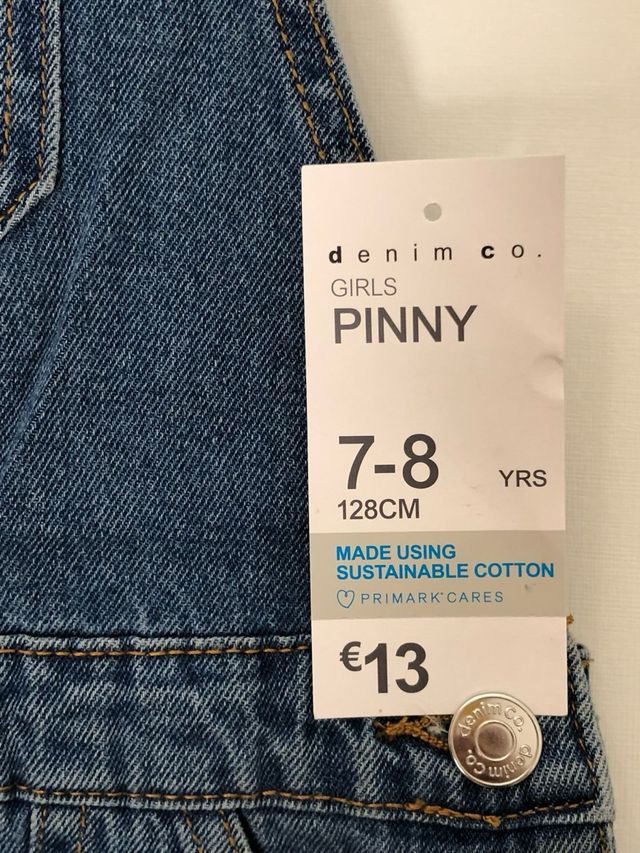 denim co.
GIRLS
PINNY
7-8 YRS
128CM
MADE USING
SUSTAINABLE COTTON
PRIMARK CARES
€13
denim co. denim co.